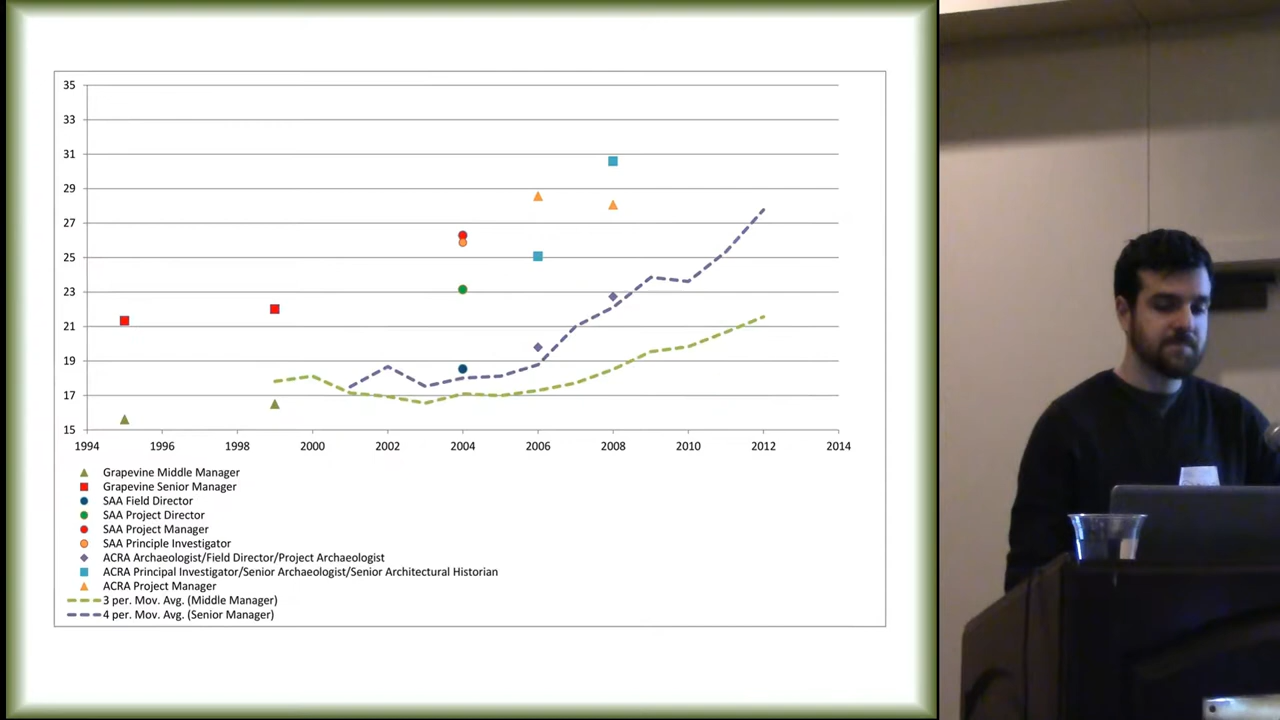 35
33
31
29
27
25
23
21
19
17
15
1994 1996 1998 2000 2002 2004 2006 2008 2010 2012 2014
Grapevine Middle Manager
Grapevine Senior Manager
SAA Field Director
SAA Project Director
SAA Project Manager
SAA Principle Investigator
ACRA Archaeologist/Field Director/Project Archaeologist
ACRA Principal Investigator/Senior Archaeologist/Senior Architectural Historian
ACRA Project Manager
3 per. Mov. Avg. (Middle Manager)
4 per. Mov. Avg. (Senior Manager)